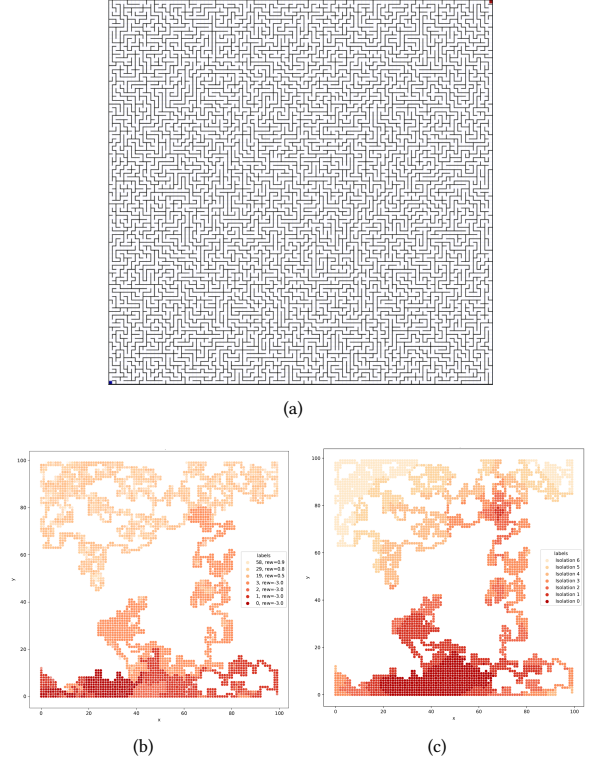 (a)
100
80
60
40
20
0
y
labels
58, rew=0.9
29, rew=0.8
19, rew=0.5
3, rew=-3.0
2, rew=-3.0
1, rew=-3.0
0, rew=-3.0
0 20 40 60 80 100
x
(b)
100
80
60
40
20
0
y
labels
Isolation 6
Isolation 5
Isolation 4
Isolation 3
Isolation 2
Isolation 1
Isolation 0
0 20 40 60 80 100
x
(c)